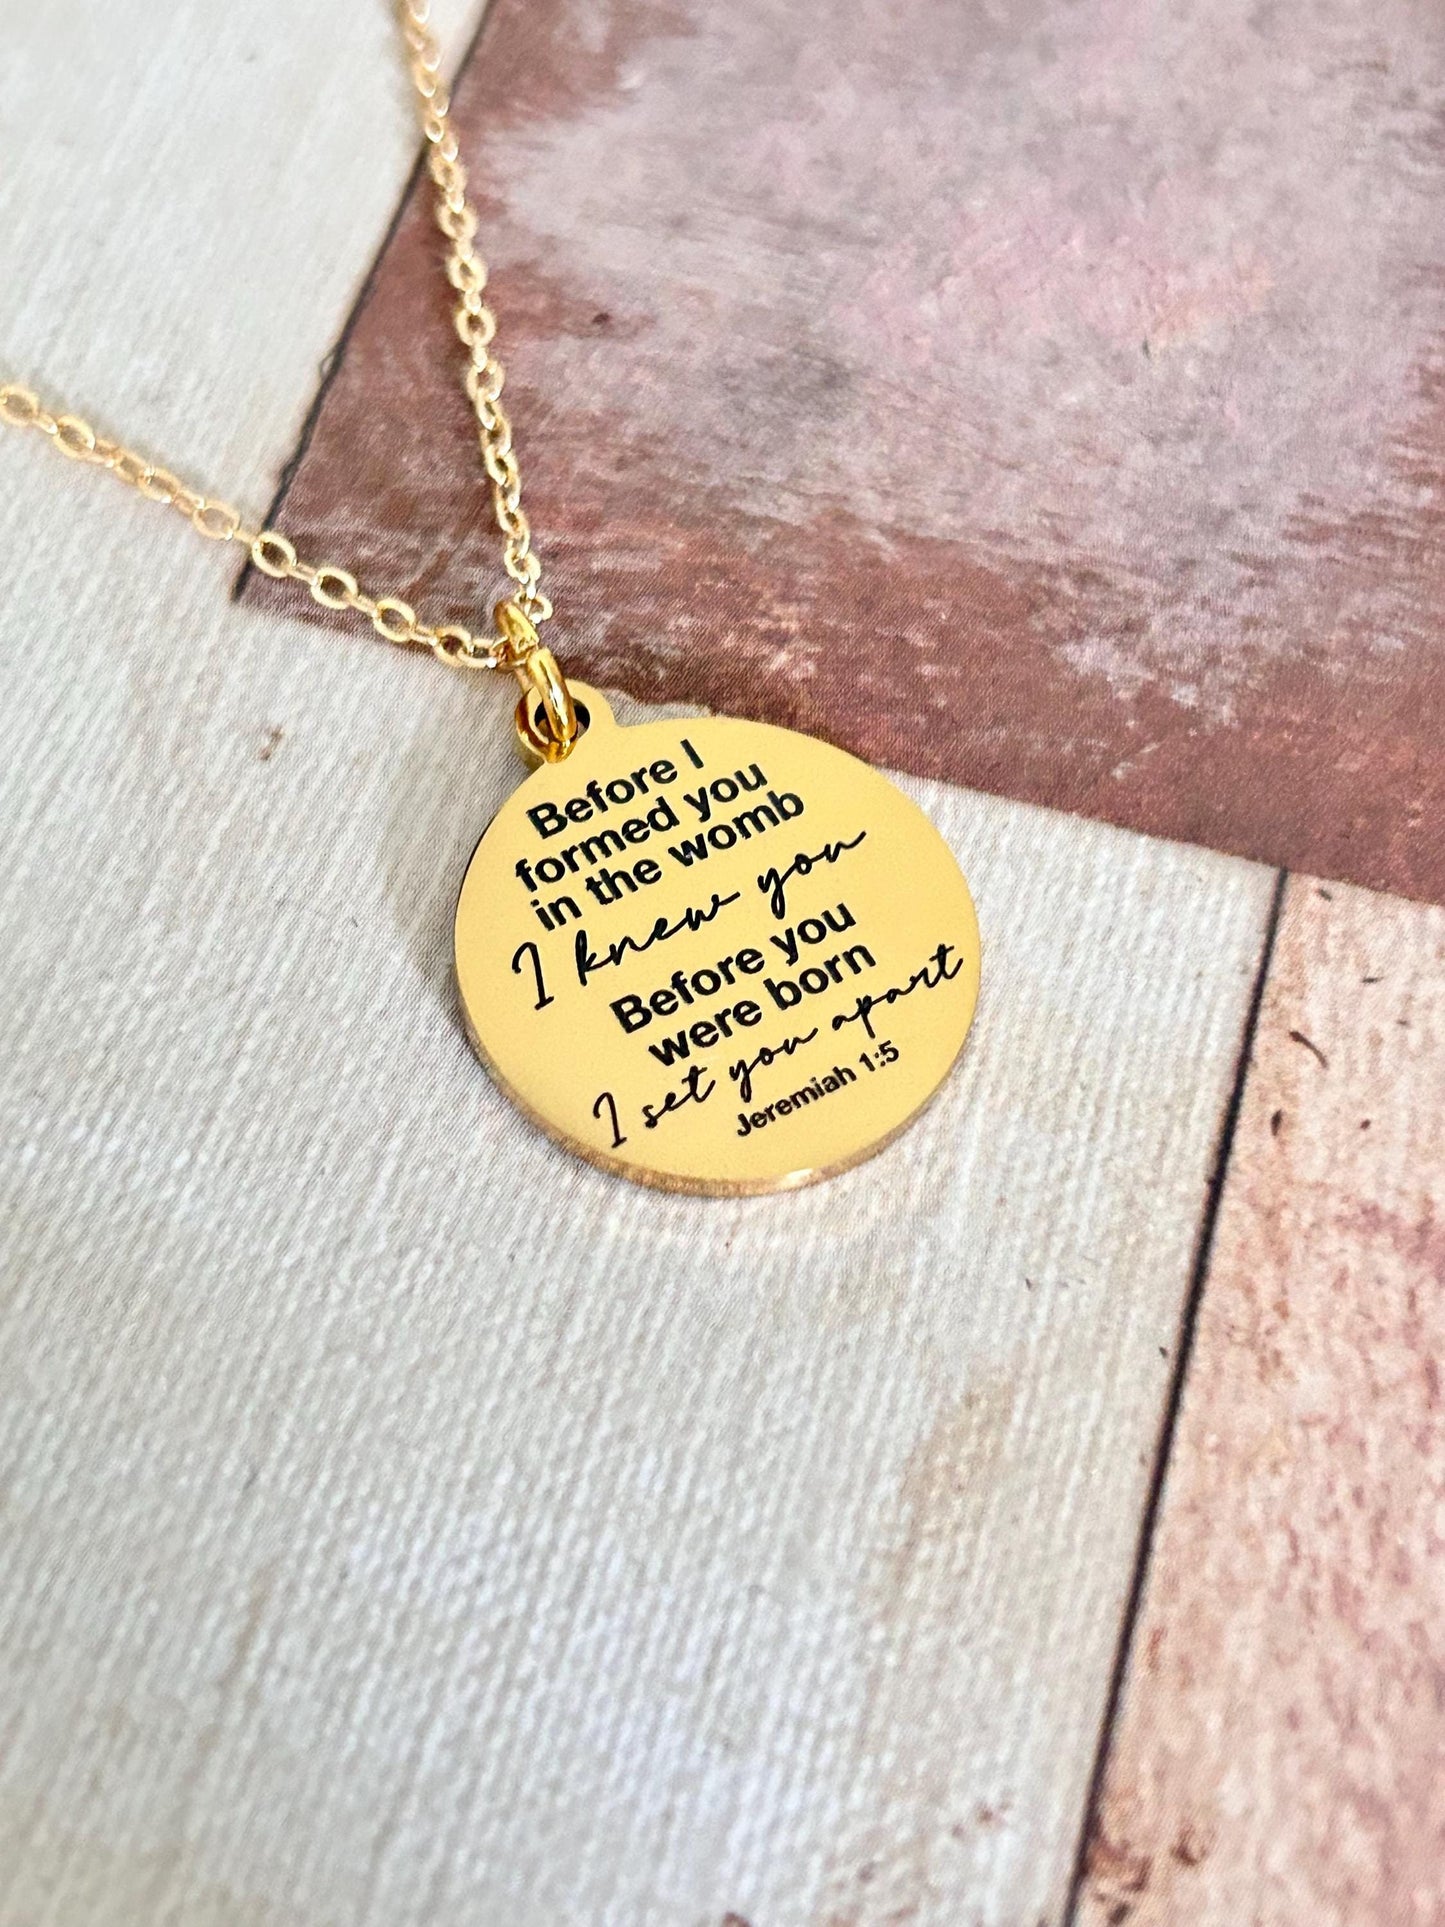 Before I
formed you
in the womb
I knew you
Before you
were born
I set you apart
Jeremiah 1:5